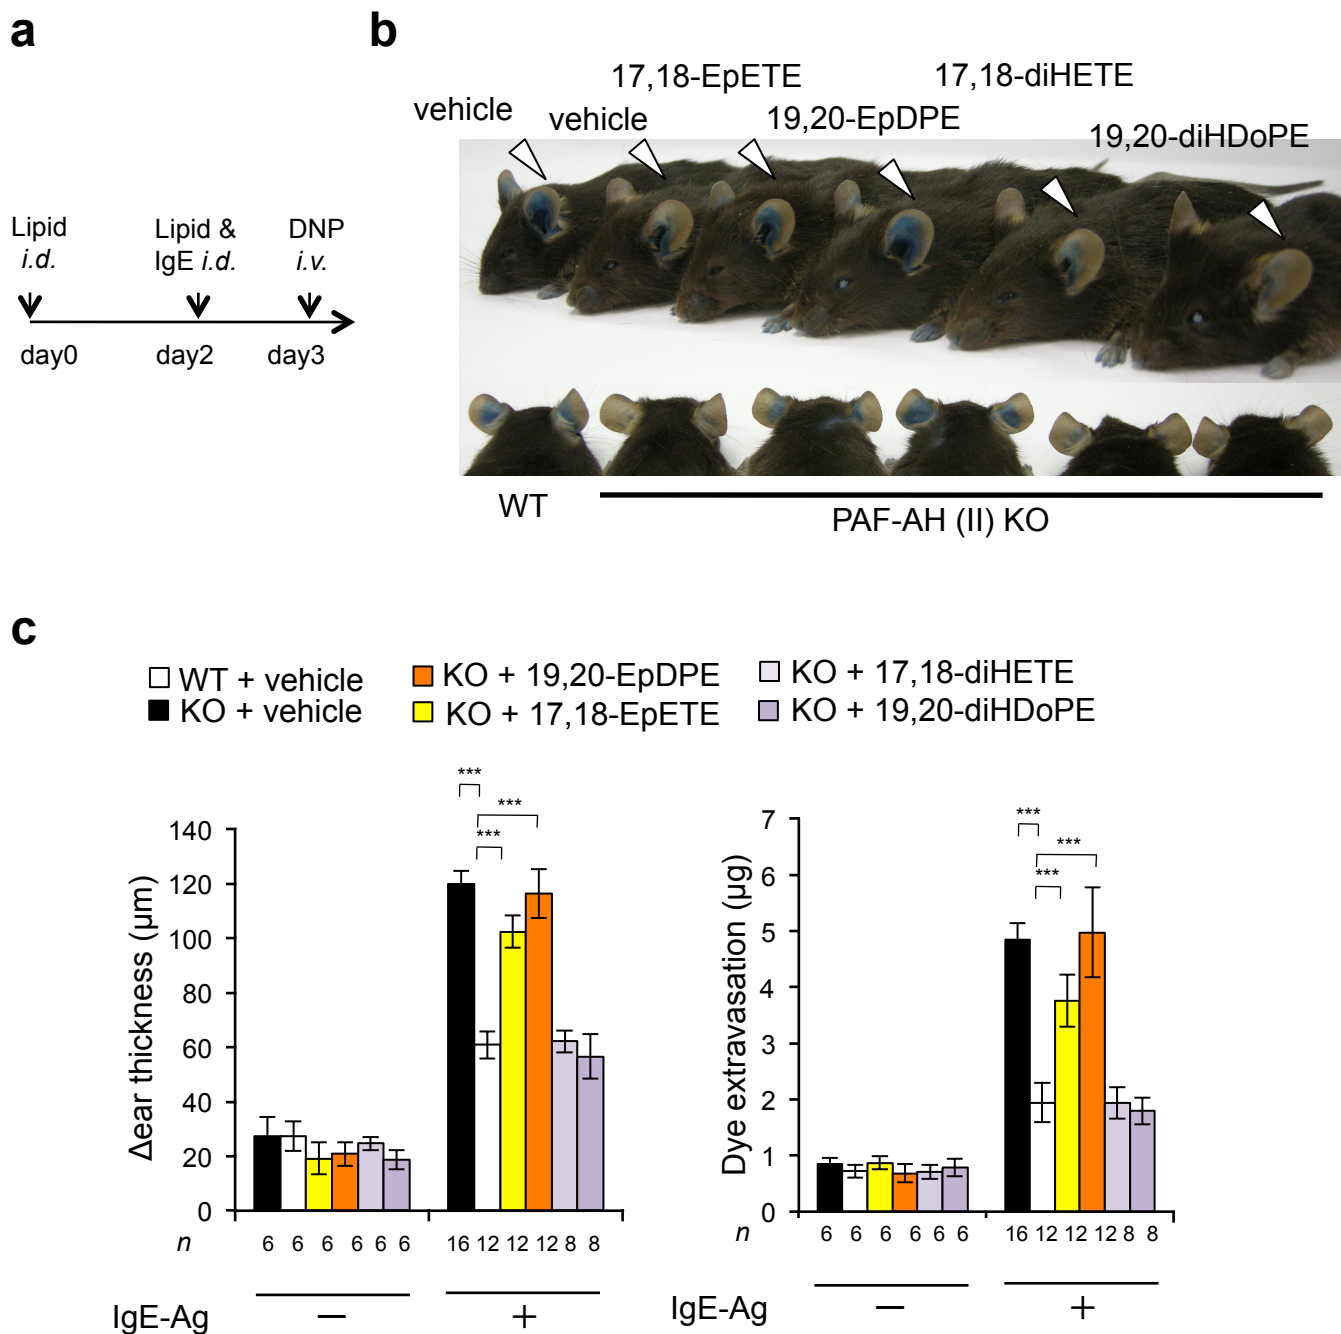 a
Lipid
i.d.
Lipid &
IgE i.d.
DNP
i.v.
day0 day2 day3
b
17,18-EpETE 17,18-diHETE
vehicle vehicle 19,20-EpDPE 19,20-diHDoPE
WT
PAF-AH (II) KO
c
WT + vehicle KO + 19,20-EpDPE KO + 17,18-diHETE
KO + vehicle KO + 17,18-EpETE KO + 19,20-diHDoPE
Δear thickness (μm)
140
120
100
80
60
40
20
0
***
***
***
n 6 6 6 6 6 6 16 12 12 12 8 8
IgE-Ag − +
Dye extravasation (μg)
7
6
5
4
3
2
1
0
***
***
***
n 6 6 6 6 6 6 16 12 12 12 8 8
IgE-Ag − +